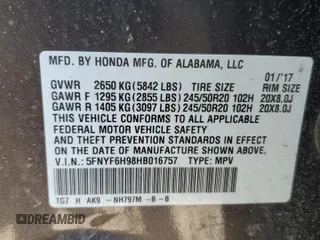 MFD. BY HONDA MFG. OF ALABAMA, LLC
01/'17
GVWR 2650 KG (5842 LBS) TIRE SIZE RIM SIZE
GAWR F 1295 KG (2855 LBS) 245/50R20 102H 20X8.0J
GAWR R 1405 KG (3097 LBS) 245/50R20 102H 20X8.0J
THIS VEHICLE CONFORMS TO ALL APPLICABLE
FEDERAL MOTOR VEHICLE SAFETY, BUMPER,
AND THEFT PREVENTION STANDARDS IN EFFECT
ON THE DATE OF MANUFACTURE SHOWN ABOVE.
V.I.N: 5FNYF6H98HB016757 TYPE: MPV
TG7 H AK9 -NH797M -B -B
DREAMBID